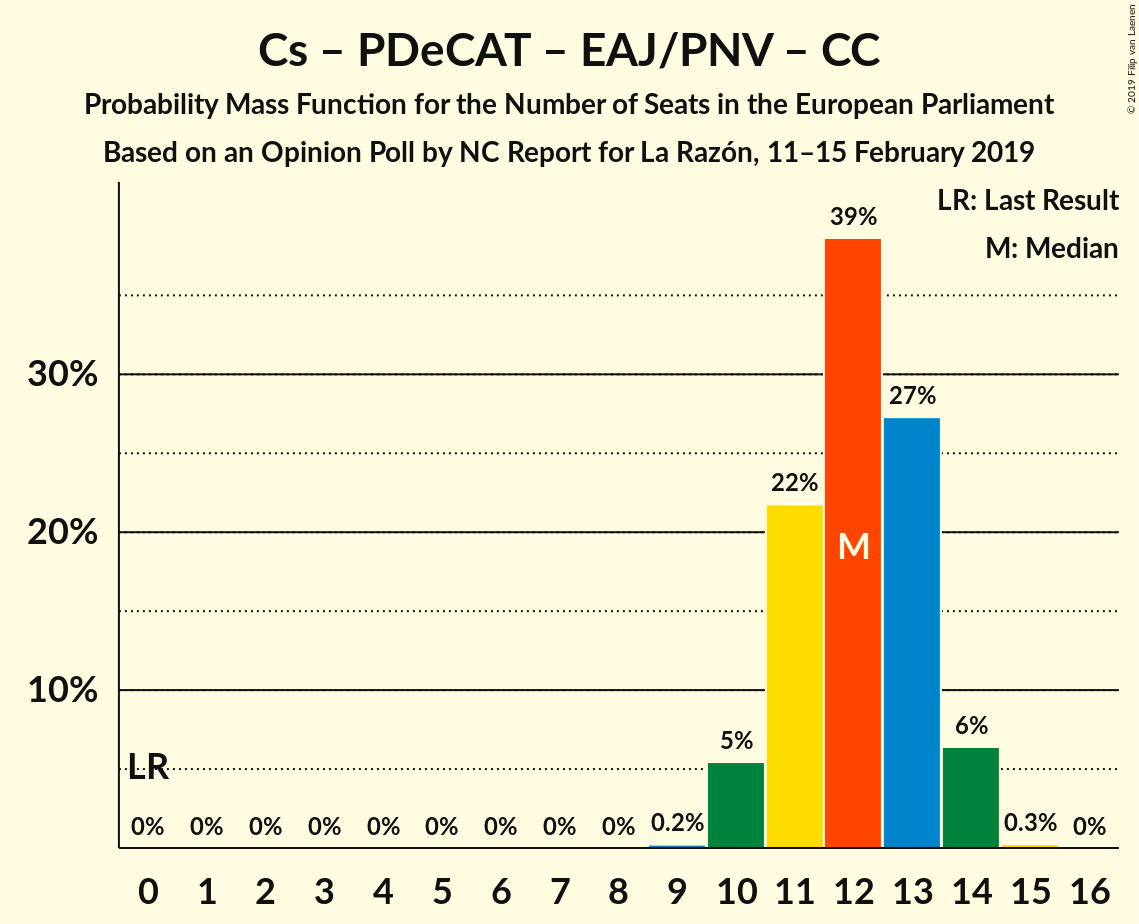 Cs – PDeCAT – EAJ/PNV – CC
Probability Mass Function for the Number of Seats in the European Parliament
Based on an Opinion Poll by NC Report for La Razón, 11–15 February 2019
© 2019 Filip van Laenen
LR: Last Result
M: Median
39%
30%
27%
22%
20%
M
10%
6%
5%
LR
0% 0% 0% 0% 0% 0% 0% 0% 0% 0.2% 0.3% 0%
0 1 2 3 4 5 6 7 8 9 10 11 12 13 14 15 16